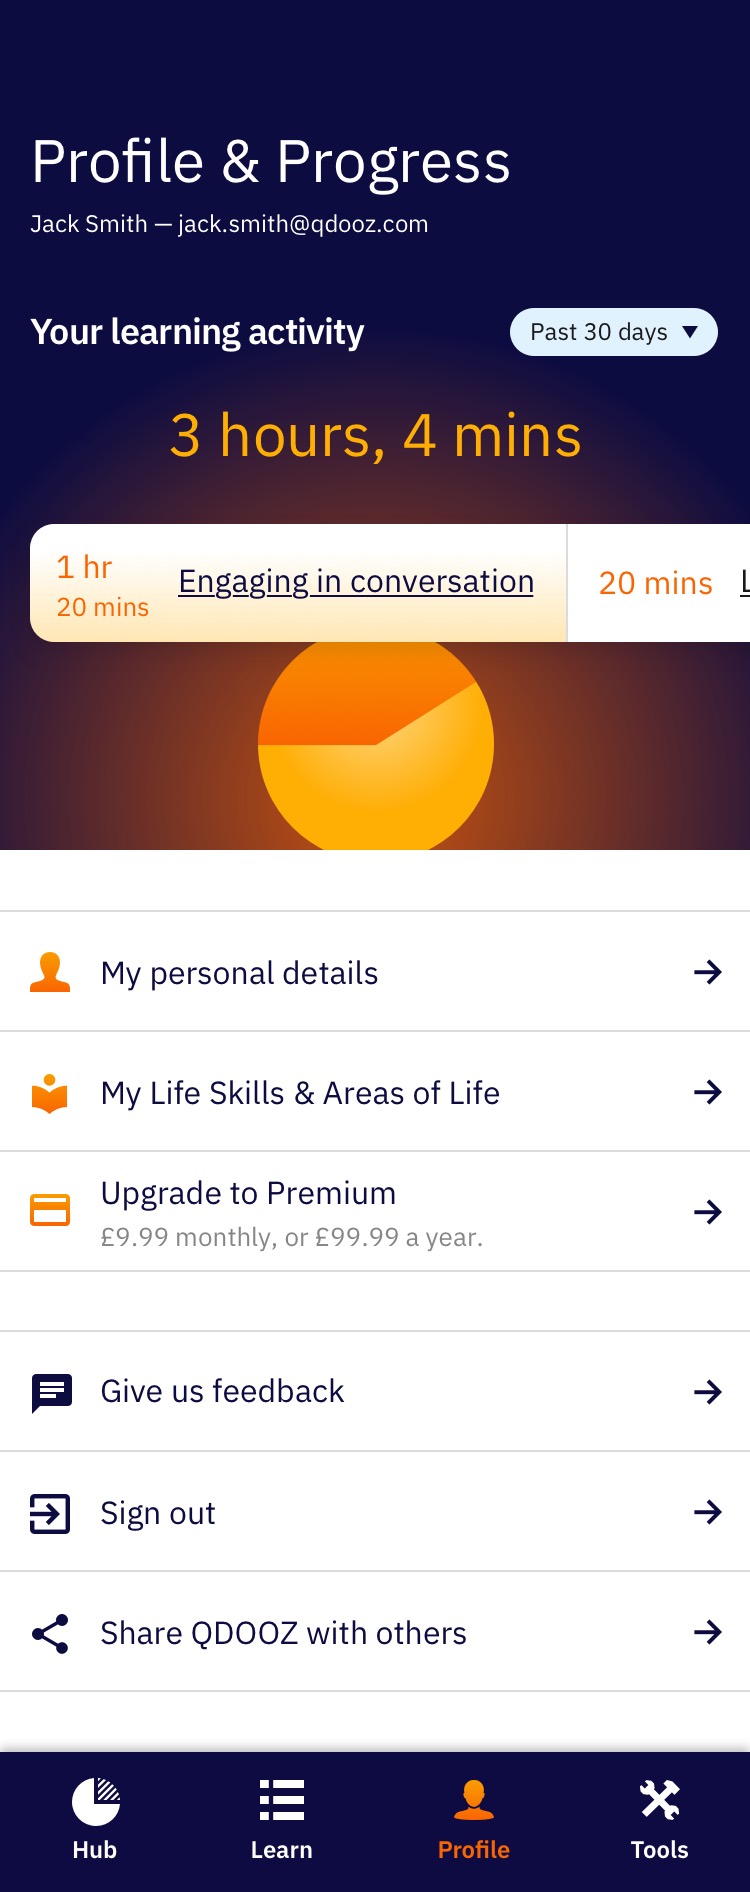 Profile & Progress
Jack Smith — jack.smith@qdooz.com
Your learning activity
Past 30 days
3 hours, 4 mins
1 hr
20 mins
Engaging in conversation
20 mins
My personal details
My Life Skills & Areas of Life
Upgrade to Premium
£9.99 monthly, or £99.99 a year.
Give us feedback
Sign out
Share QDOOZ with others
Hub
Learn
Profile
Tools